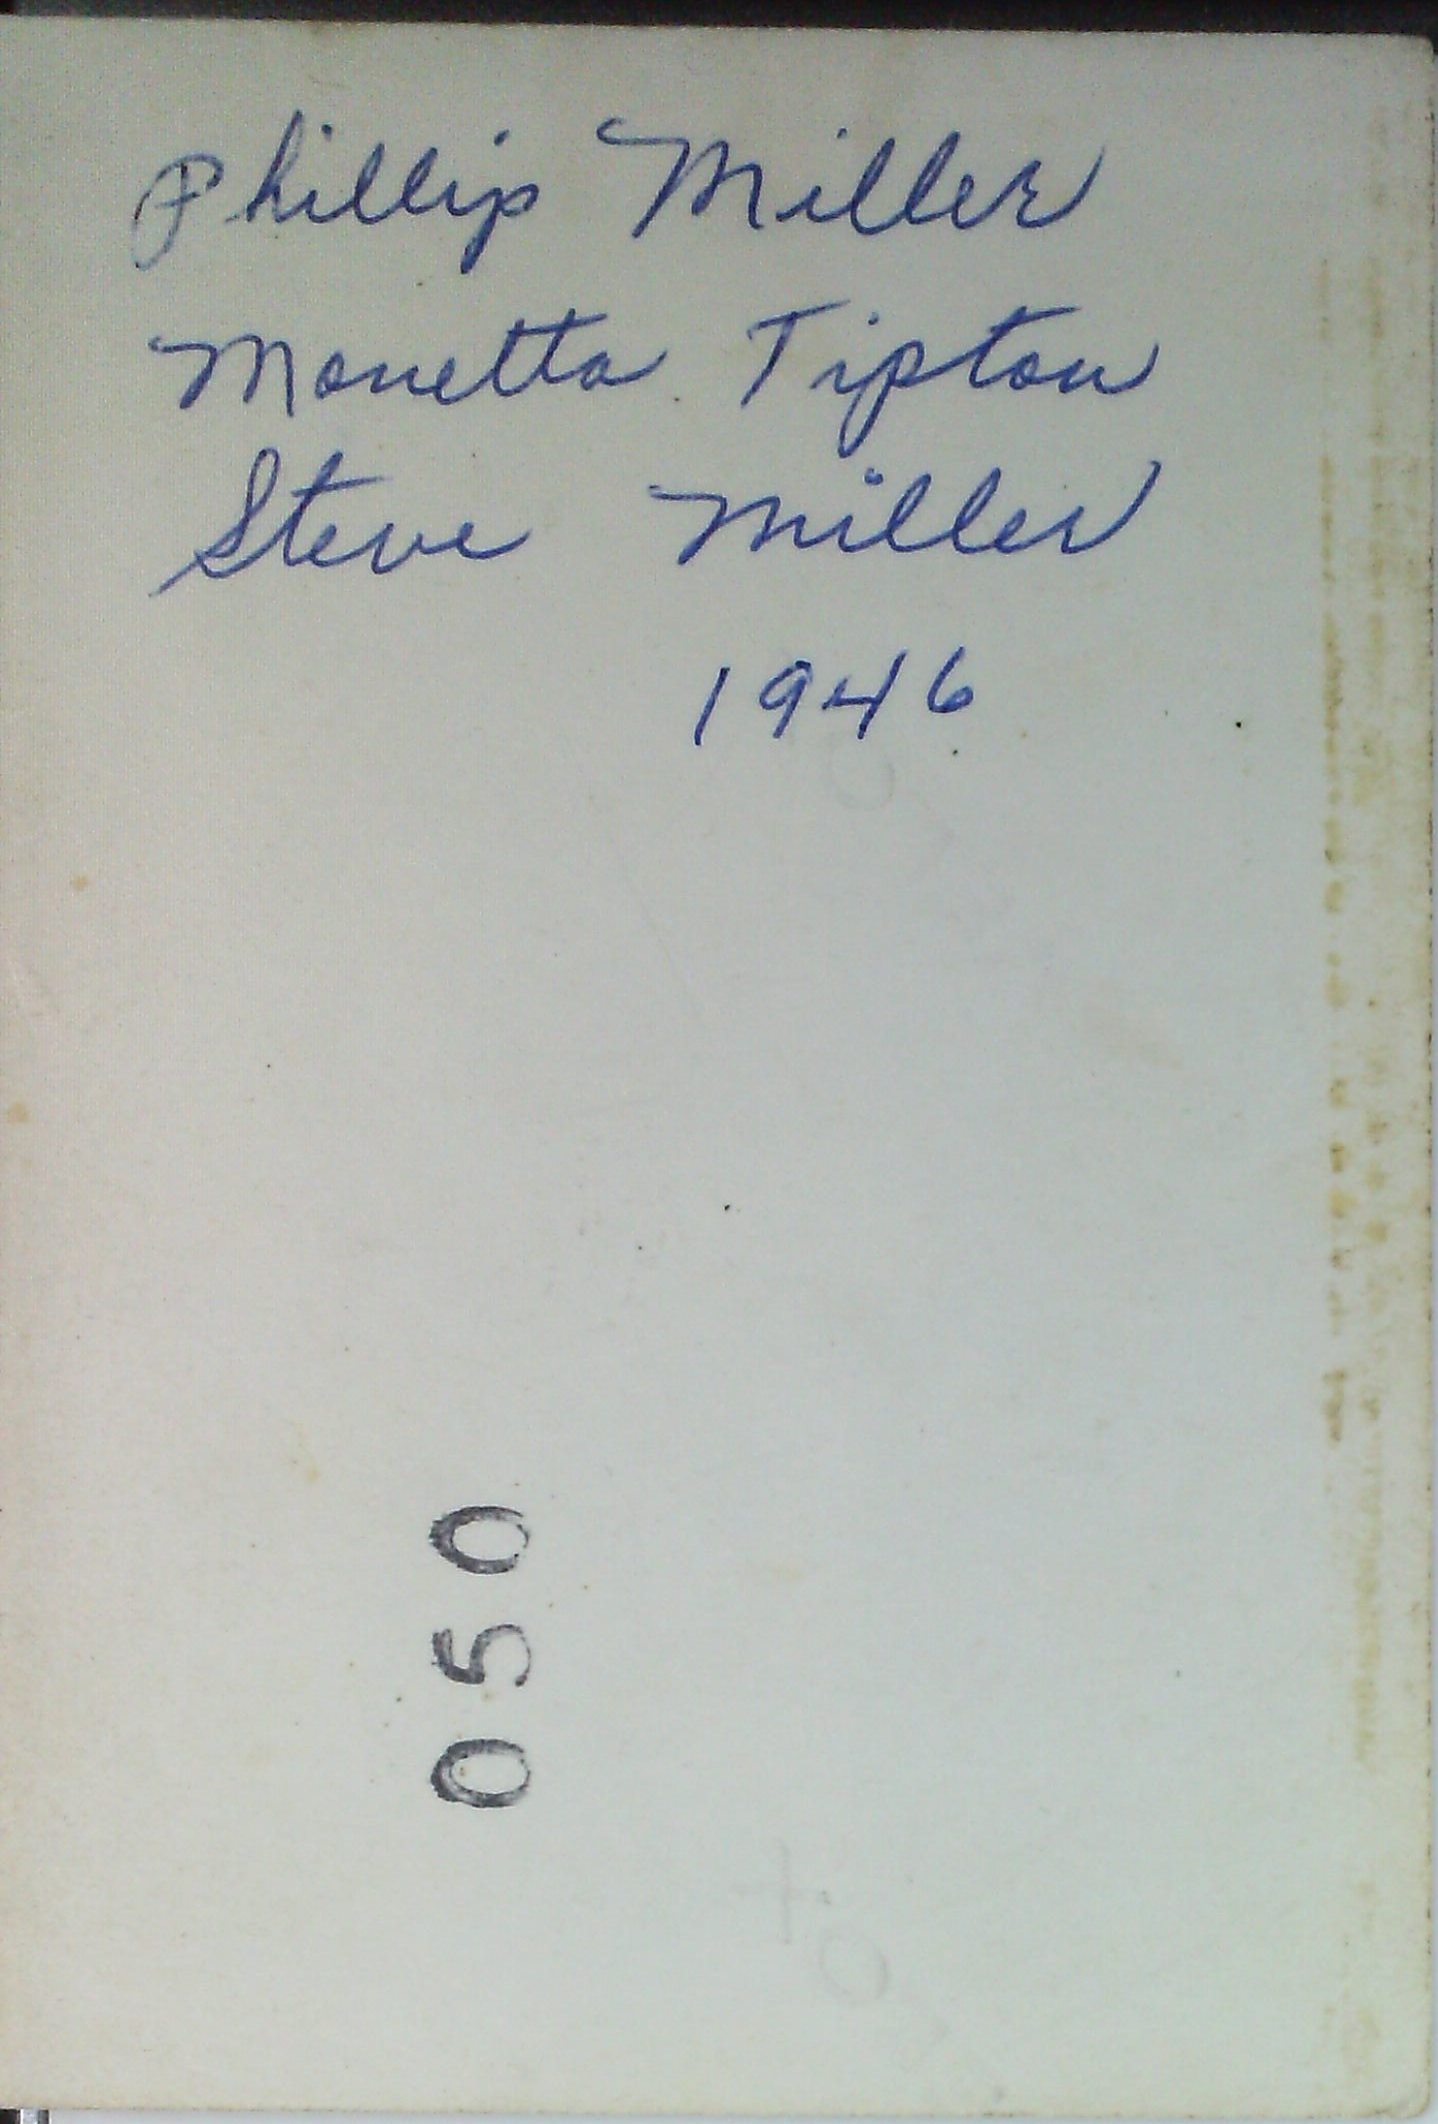 Phillip Miller
Monetta Tipton
Steve Miller
1946
050